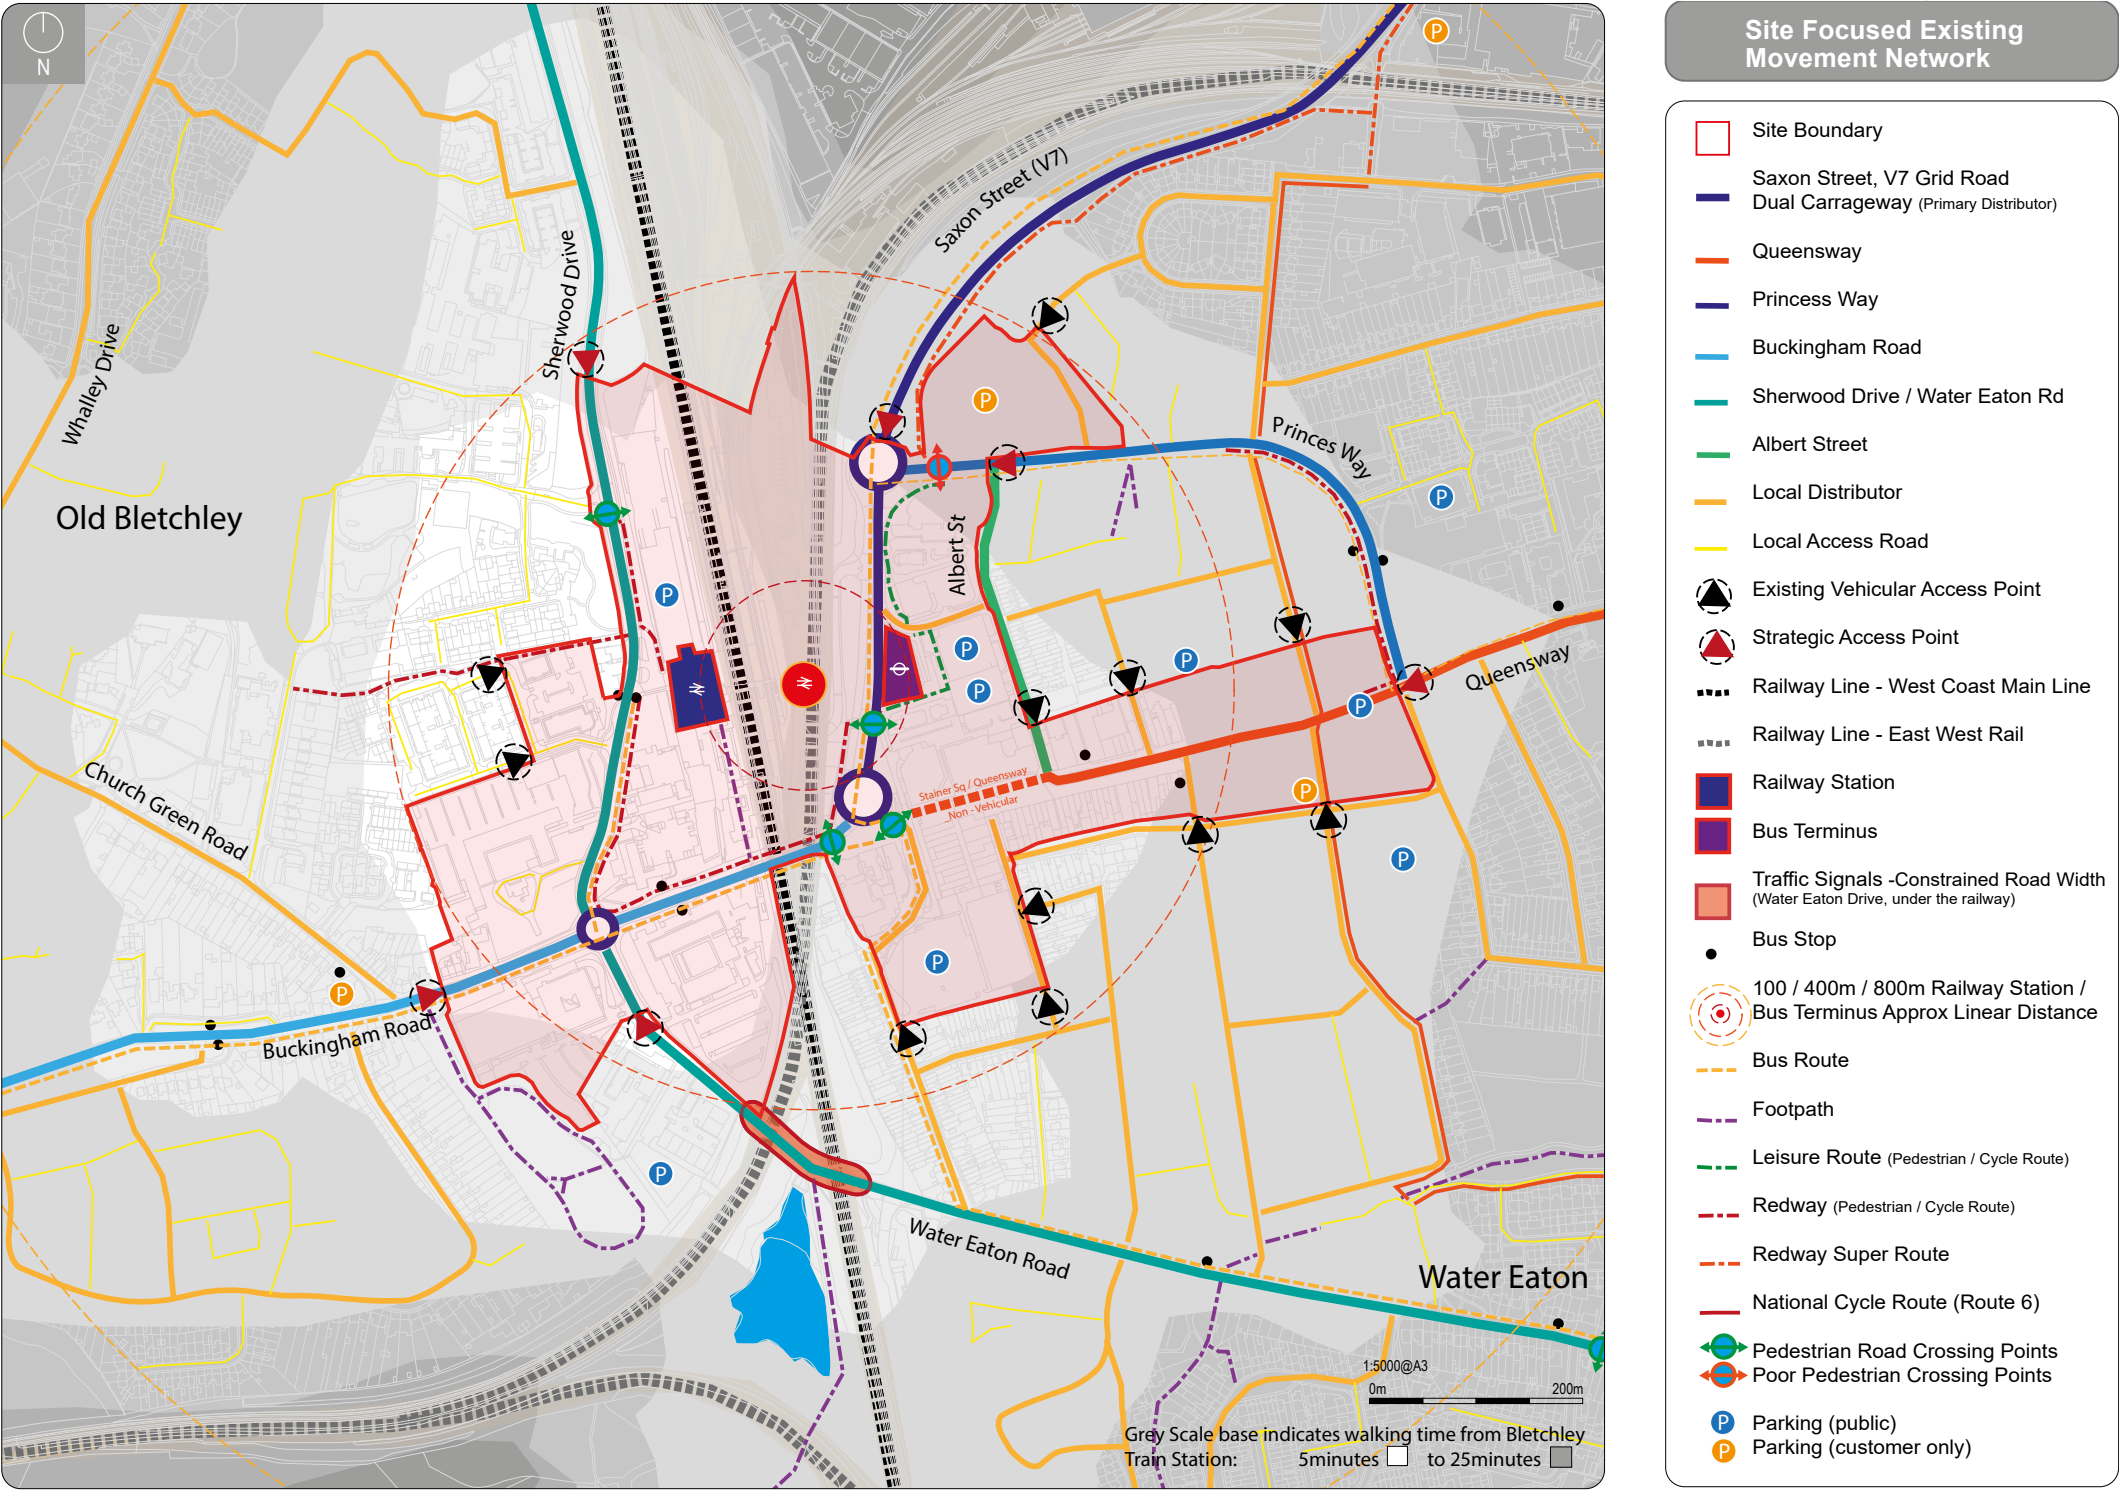 N
Saxon Street (V7)
Sherwood Drive
Whalley Drive
Princes Way
Old Bletchley
Albert St
Queensway
Church Green Road
Stainer Sq / Queensway
Non - Vehicular
Buckingham Road
Water Eaton Road
Water Eaton
1:5000@A3
0m 200m
Grey Scale base indicates walking time from Bletchley
Train Station: 5minutes to 25minutes
P
P
P
P
P
P
P
P
P
P
P
P
P
Site Focused Existing
Movement Network
Site Boundary
Saxon Street, V7 Grid Road
Dual Carrageway (Primary Distributor)
Queensway
Princess Way
Buckingham Road
Sherwood Drive / Water Eaton Rd
Albert Street
Local Distributor
Local Access Road
Existing Vehicular Access Point
Strategic Access Point
Railway Line - West Coast Main Line
Railway Line - East West Rail
Railway Station
Bus Terminus
Traffic Signals -Constrained Road Width
(Water Eaton Drive, under the railway)
Bus Stop
100 / 400m / 800m Railway Station /
Bus Terminus Approx Linear Distance
Bus Route
Footpath
Leisure Route (Pedestrian / Cycle Route)
Redway (Pedestrian / Cycle Route)
Redway Super Route
National Cycle Route (Route 6)
Pedestrian Road Crossing Points
Poor Pedestrian Crossing Points
P Parking (public)
P Parking (customer only)